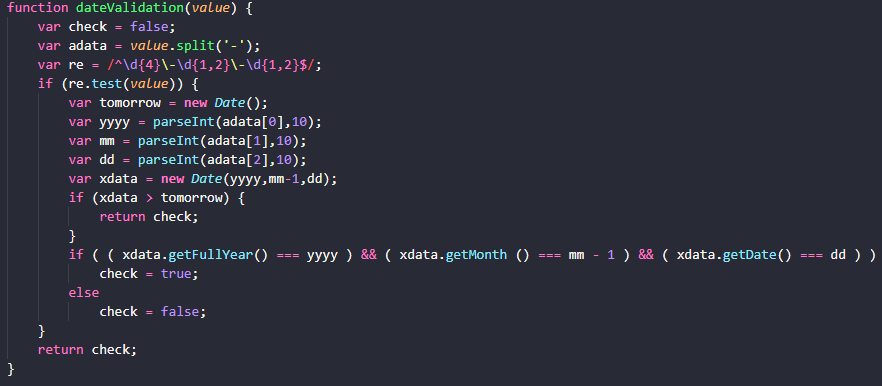 function dateValidation(value) {
    var check = false;
    var adata = value.split('-');
    var re = /^\d{4}\-\d{1,2}\-\d{1,2}$/;
    if (re.test(value)) {
        var tomorrow = new Date();
        var yyyy = parseInt(adata[0],10);
        var mm = parseInt(adata[1],10);
        var dd = parseInt(adata[2],10);
        var xdata = new Date(yyyy,mm-1,dd);
        if (xdata > tomorrow) {
            return check;
        }
        if ( ( xdata.getFullYear() === yyyy ) && ( xdata.getMonth () === mm - 1 ) && ( xdata.getDate() === dd ) )
            check = true;
        else
            check = false;
    }
    return check;
}